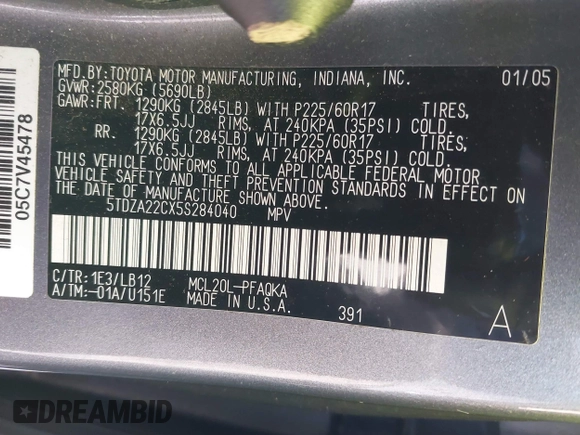 MFD.BY:TOYOTA MOTOR MANUFACTURING, INDIANA, INC. 01/05
GVWR:2580KG (5690LB)
GAWR:FRT. 1290KG (2845LB) WITH P225/60R17 TIRES,
17X6.5JJ RIMS, AT 240KPA (35PSI) COLD.
RR. 1290KG (2845LB) WITH P225/60R17 TIRES,
17X6.5JJ RIMS, AT 240KPA (35PSI) COLD.
THIS VEHICLE CONFORMS TO ALL APPLICABLE FEDERAL MOTOR
VEHICLE SAFETY AND THEFT PREVENTION STANDARDS IN EFFECT
ON THE DATE OF MANUFACTURE SHOWN ABOVE.
5TDZA22CX5S284040 MPV
C/TR:1E3/LB12 MCL20L-PFAQKA
A/TM:-01A/U151E MADE IN U.S.A. 391 A
05C7V45478
DREAMBID